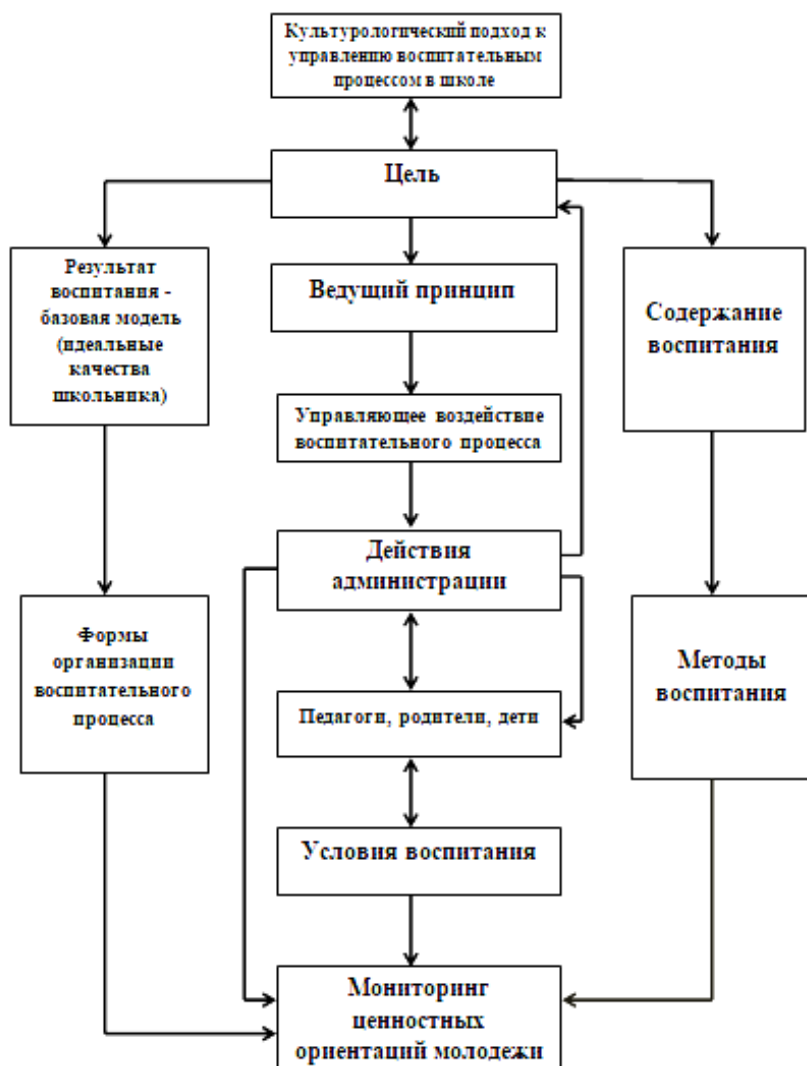 Культурологический подход к
управлению воспитательным
процессом в школе
Цель
Результат
воспитания -
базовая модель
(идеальные
качества
школьника)
Ведущий принцип
Содержание
воспитания
Управляющее воздействие
воспитательного процесса
Действия
администрации
Формы
организации
воспитательного
процесса
Методы
воспитания
Педагоги, родители, дети
Условия воспитания
Мониторинг
ценностных
ориентаций молодежи